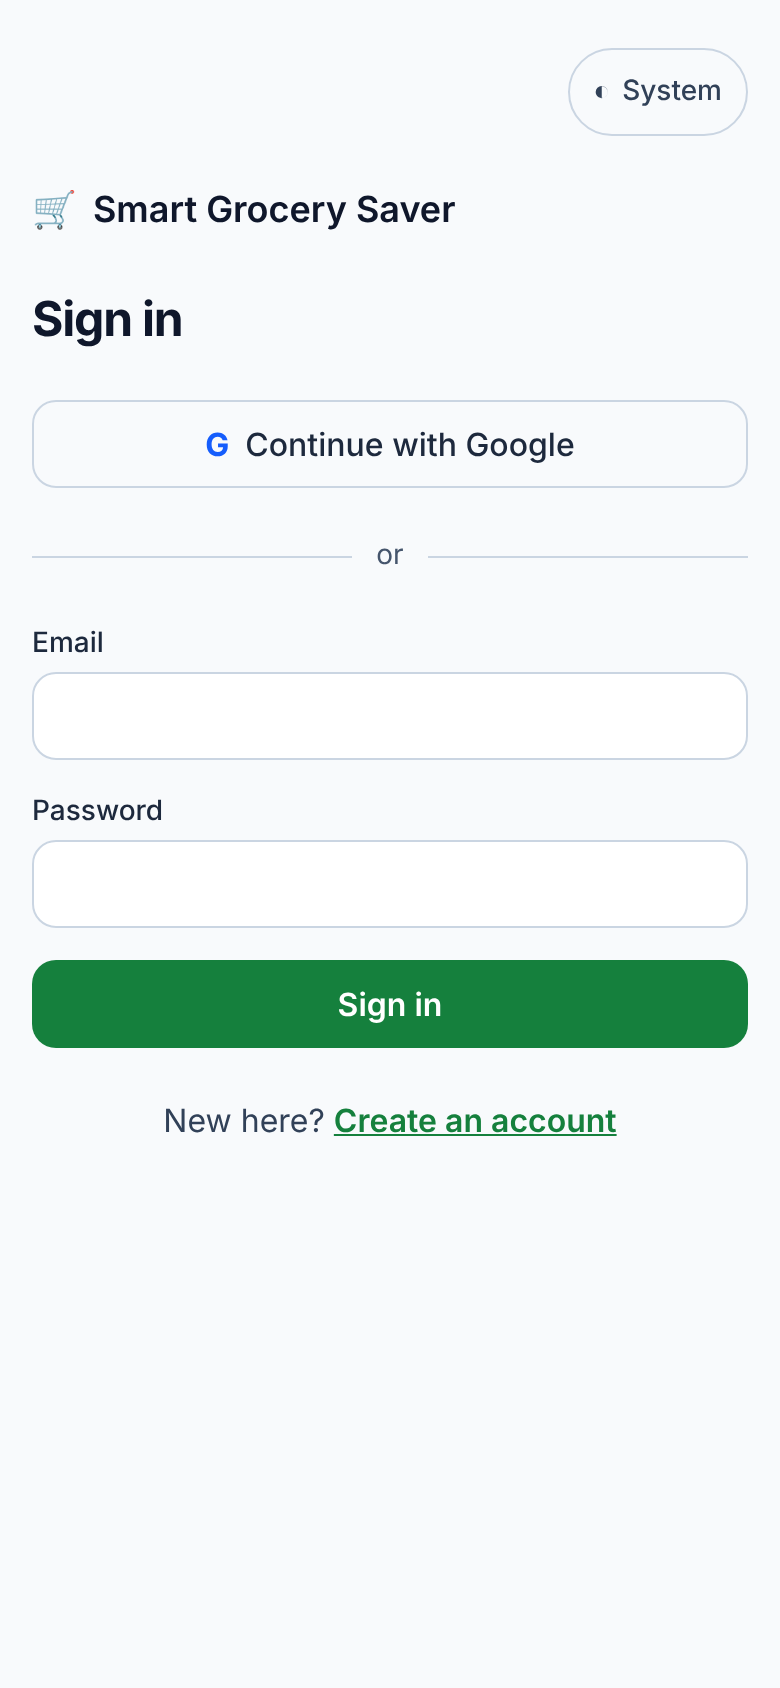 System
Smart Grocery Saver
Sign in
G Continue with Google
or
Email
Password
Sign in
New here? Create an account